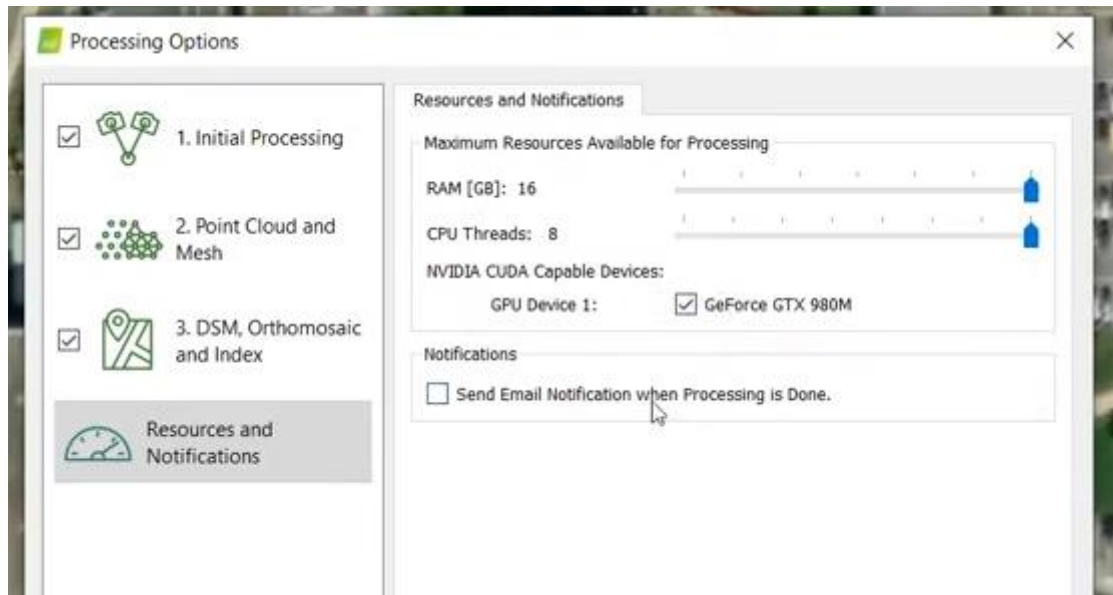 Processing Options
1. Initial Processing
2. Point Cloud and
Mesh
3. DSM, Orthomosaic
and Index
Resources and
Notifications
Resources and Notifications
Maximum Resources Available for Processing
RAM [GB]: 16
CPU Threads: 8
NVIDIA CUDA Capable Devices:
GPU Device 1: GeForce GTX 980M
Notifications
Send Email Notification when Processing is Done.